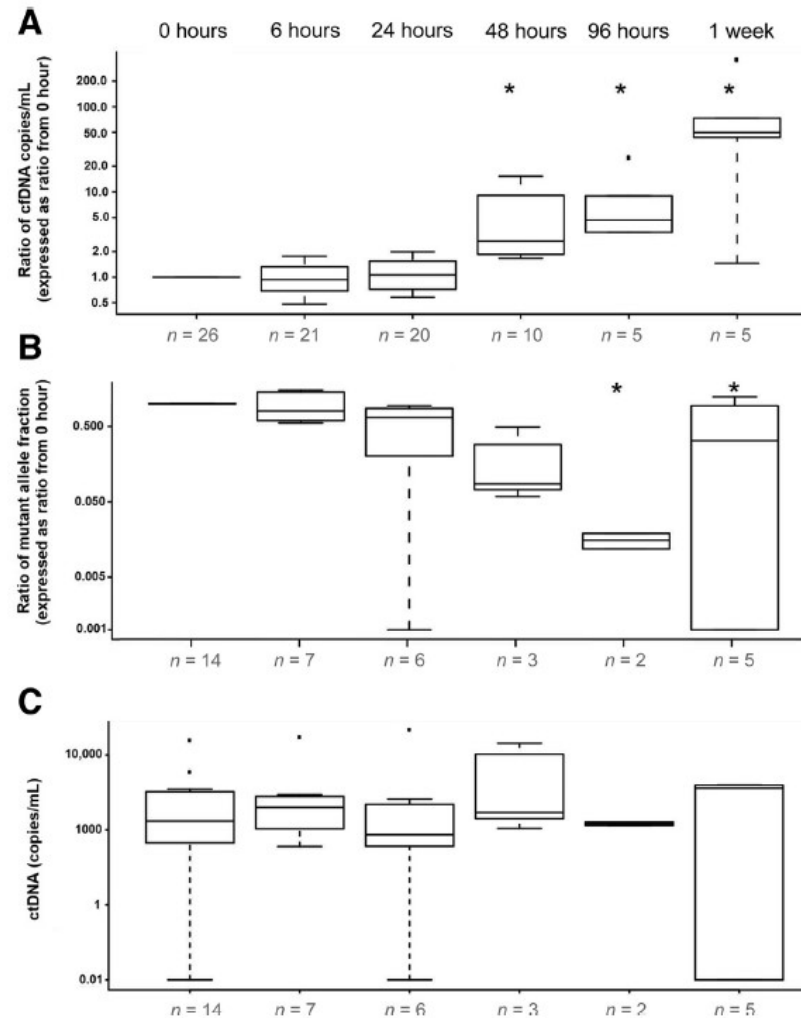 A
0 hours 6 hours 24 hours 48 hours 96 hours 1 week
Ratio of cfDNA copies/mL
(expressed as ratio from 0 hour)
200.0
100.0
50.0
20.0
10.0
5.0
2.0
1.0
0.5
* * *
n = 26 n = 21 n = 20 n = 10 n = 5 n = 5
B
Ratio of mutant allele fraction
(expressed as ratio from 0 hour)
0.500
0.050
0.005
0.001
* *
n = 14 n = 7 n = 6 n = 3 n = 2 n = 5
C
ctDNA (copies/mL)
10,000
1000
1
0.01
n = 14 n = 7 n = 6 n = 3 n = 2 n = 5